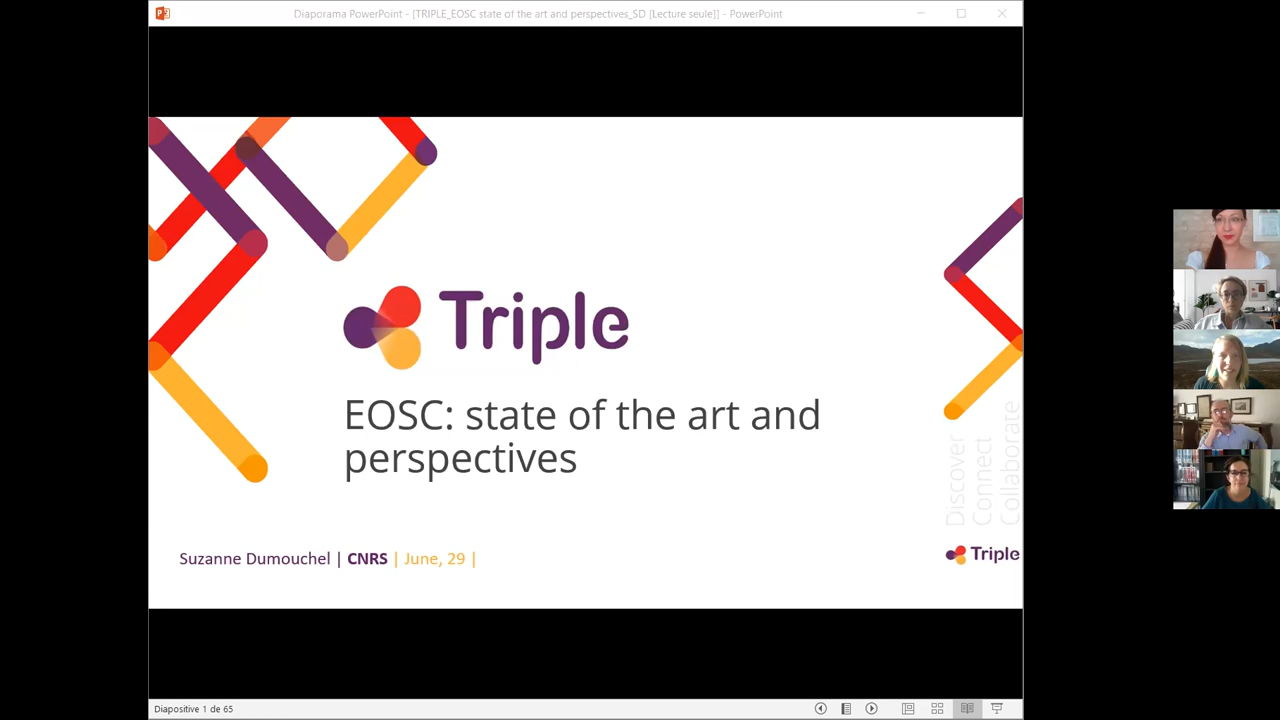 Diaporama PowerPoint - [TRIPLE_EOSC state of the art and perspectives_SD [Lecture seule]] - PowerPoint
Triple
EOSC: state of the art and
perspectives
Discover
Connect
Collaborate
Suzanne Dumouchel | CNRS | June, 29 |
Triple
Diapositive 1 de 65